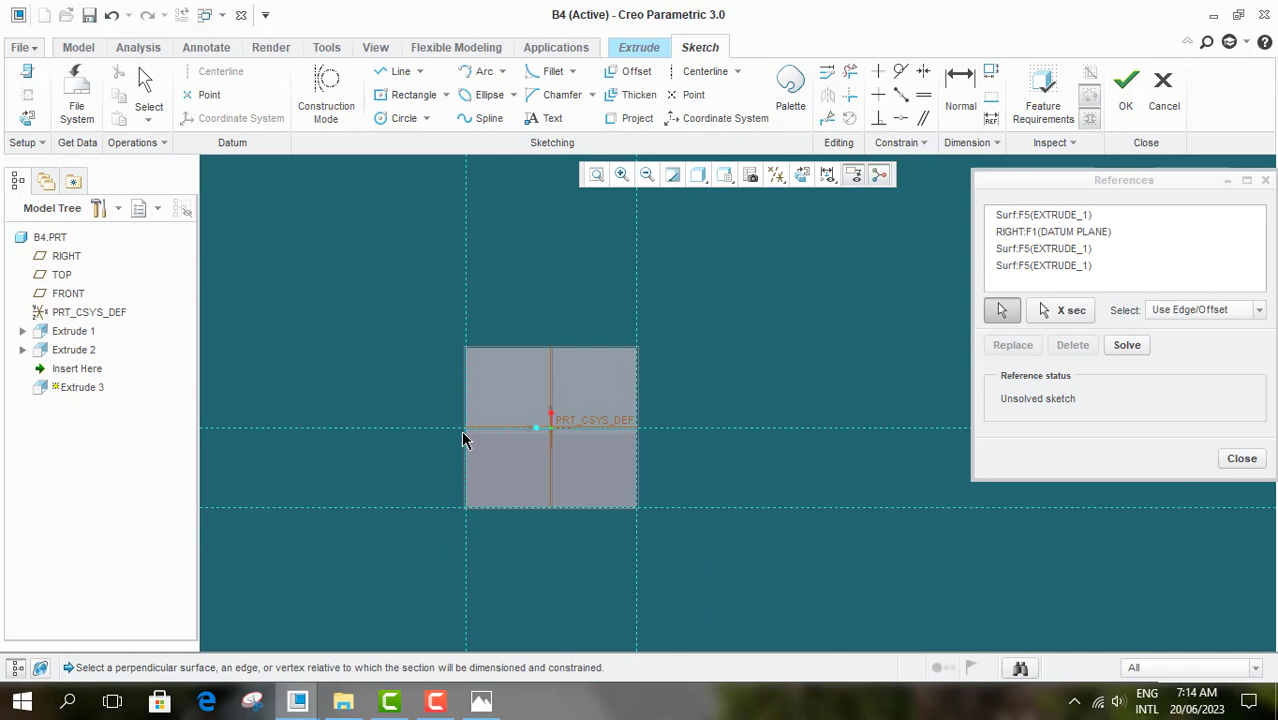 B4 (Active) - Creo Parametric 3.0
File Model Analysis Annotate Render Tools View Flexible Modeling Applications Extrude Sketch
File System
Select
Centerline
Point
Coordinate System
Construction Mode
Line Arc Fillet Offset Centerline
Rectangle Ellipse Chamfer Thicken Point
Circle Spline Text Project Coordinate System
Palette
Normal
Feature Requirements
OK
Cancel
Setup Get Data Operations Datum Sketching Editing Constrain Dimension Inspect Close
Model Tree
B4.PRT
RIGHT
TOP
FRONT
PRT_CSYS_DEF
Extrude 1
Extrude 2
Insert Here
Extrude 3
PRT_CSYS_DEF
References
Surf:F5(EXTRUDE_1)
RIGHT:F1(DATUM PLANE)
Surf:F5(EXTRUDE_1)
Surf:F5(EXTRUDE_1)
X sec Select: Use Edge/Offset
Replace Delete Solve
Reference status
Unsolved sketch
Close
Select a perpendicular surface, an edge, or vertex relative to which the section will be dimensioned and constrained.
All
ENG
INTL
7:14 AM
20/06/2023